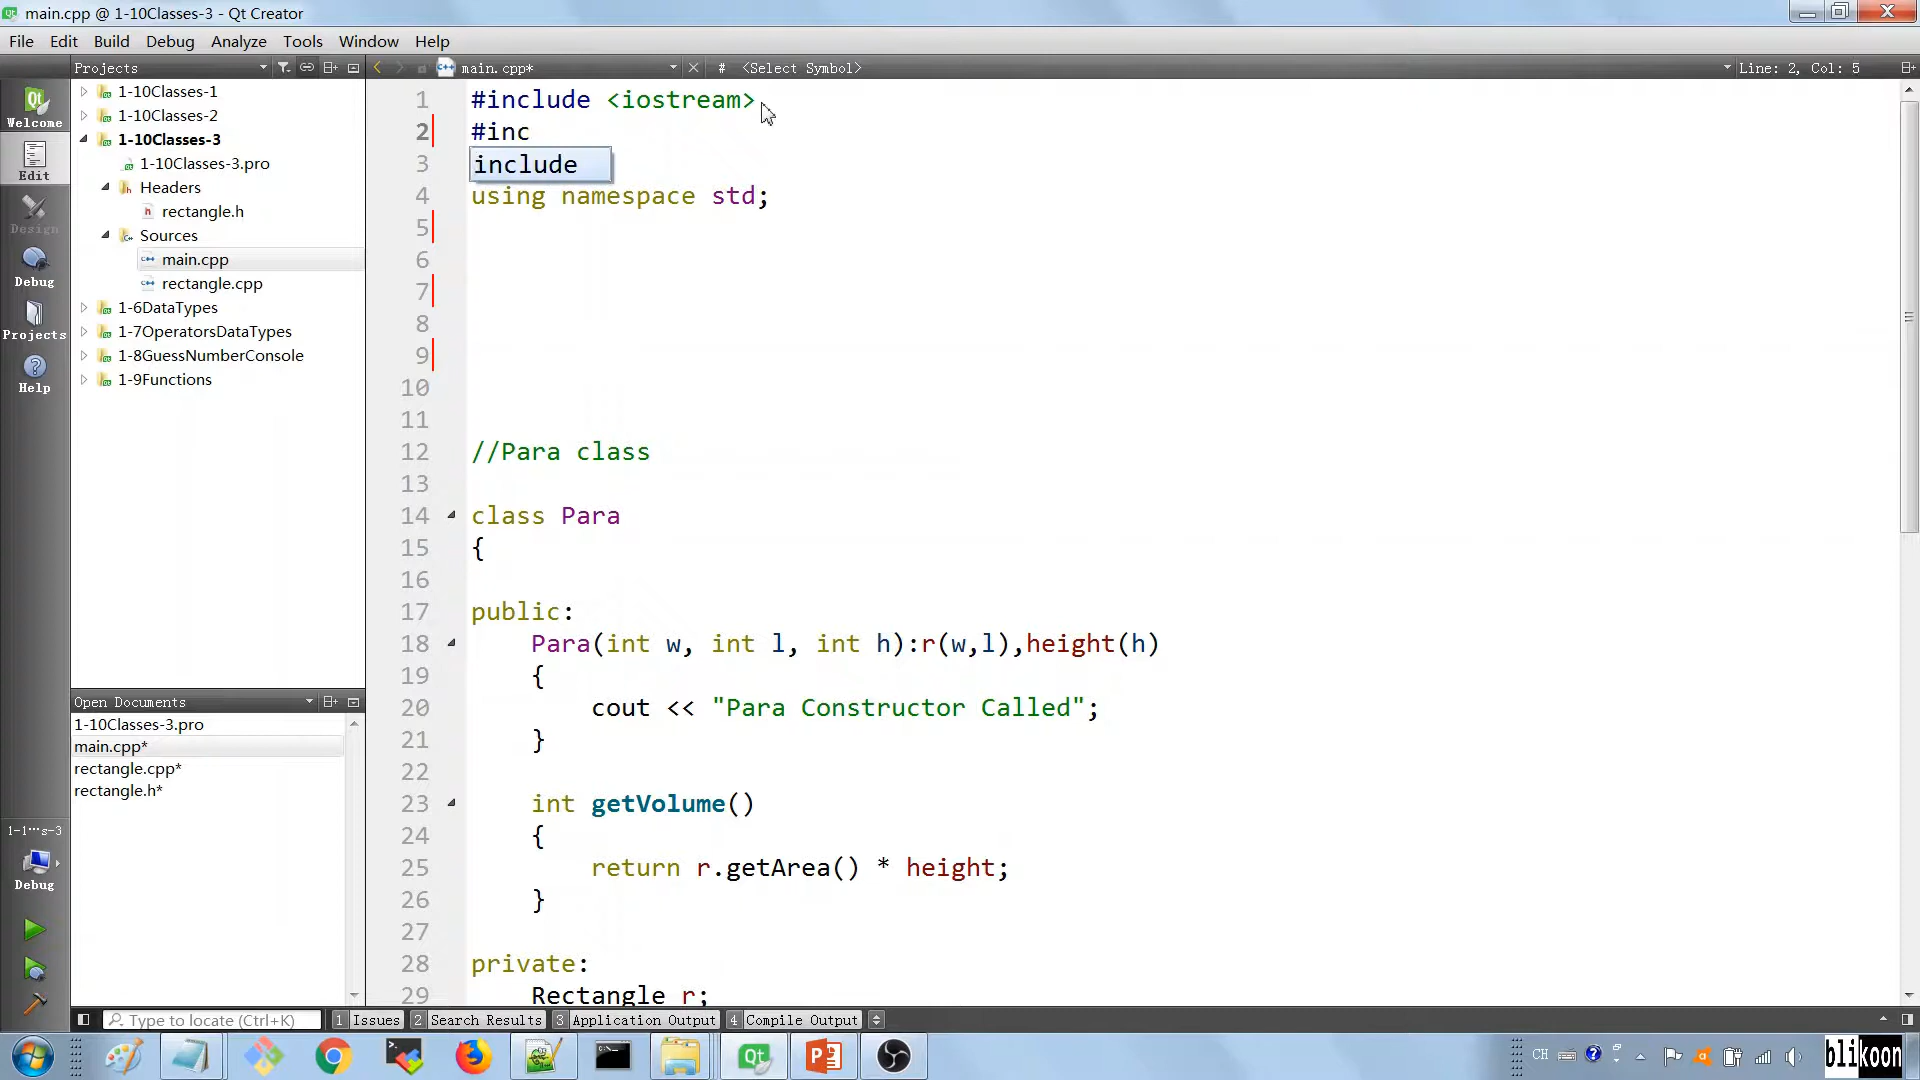 main.cpp @ 1-10Classes-3 - Qt Creator
File Edit Build Debug Analyze Tools Window Help
Projects main.cpp* # <Select Symbol> Line: 2, Col: 5
Welcome
Edit
Design
Debug
Projects
Help
1-10Classes-1
1-10Classes-2
1-10Classes-3
1-10Classes-3.pro
Headers
rectangle.h
Sources
main.cpp
rectangle.cpp
1-6DataTypes
1-7OperatorsDataTypes
1-8GuessNumberConsole
1-9Functions
Open Documents
1-10Classes-3.pro
main.cpp*
rectangle.cpp*
rectangle.h*
1-1···s-3
Debug
1 #include <iostream>
2 #inc
3 include
4 using namespace std;
5
6
7
8
9
10
11
12 //Para class
13
14 class Para
15 {
16
17 public:
18 Para(int w, int l, int h):r(w,l),height(h)
19 {
20 cout << "Para Constructor Called";
21 }
22
23 int getVolume()
24 {
25 return r.getArea() * height;
26 }
27
28 private:
29 Rectangle r;
Type to locate (Ctrl+K) 1 Issues 2 Search Results 3 Application Output 4 Compile Output
CH
blikoon